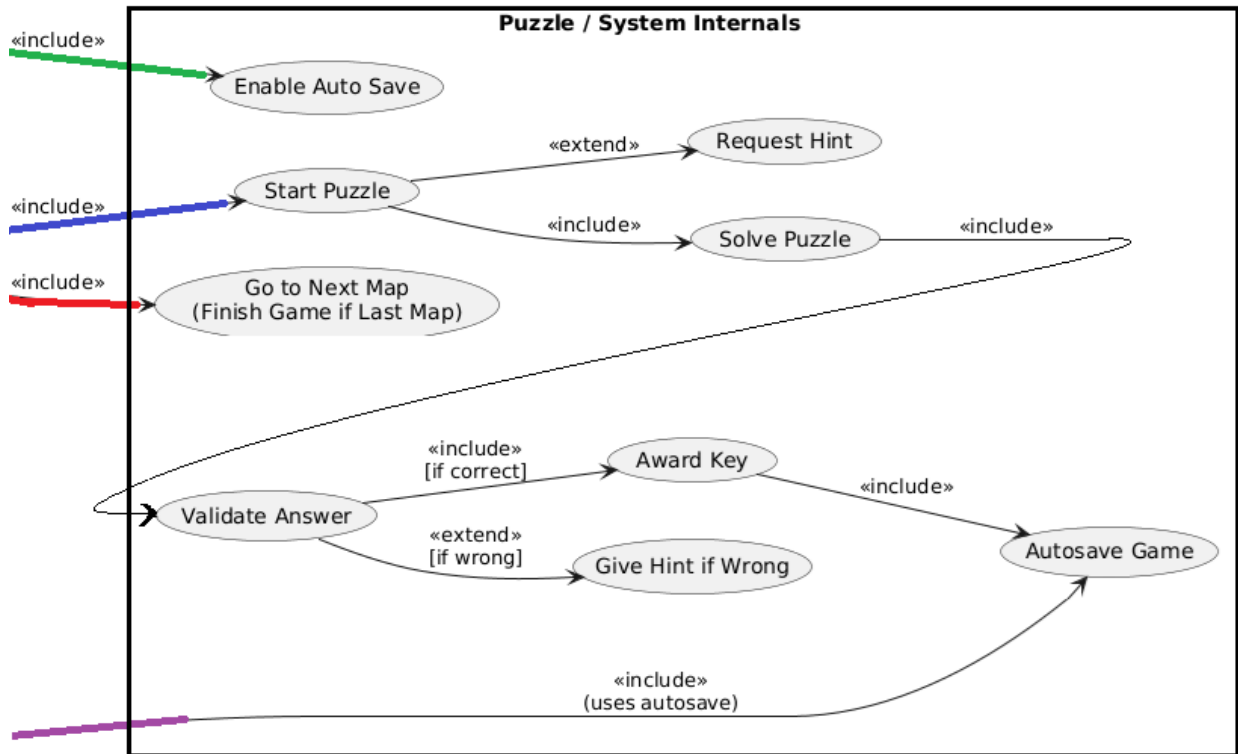 Puzzle / System Internals
«include»
Enable Auto Save
Request Hint
«extend»
Start Puzzle
«include»
«include»
Solve Puzzle
«include»
«include»
Go to Next Map
(Finish Game if Last Map)
«include»
[if correct]
Award Key
«include»
Validate Answer
«extend»
[if wrong]
Give Hint if Wrong
Autosave Game
«include»
(uses autosave)